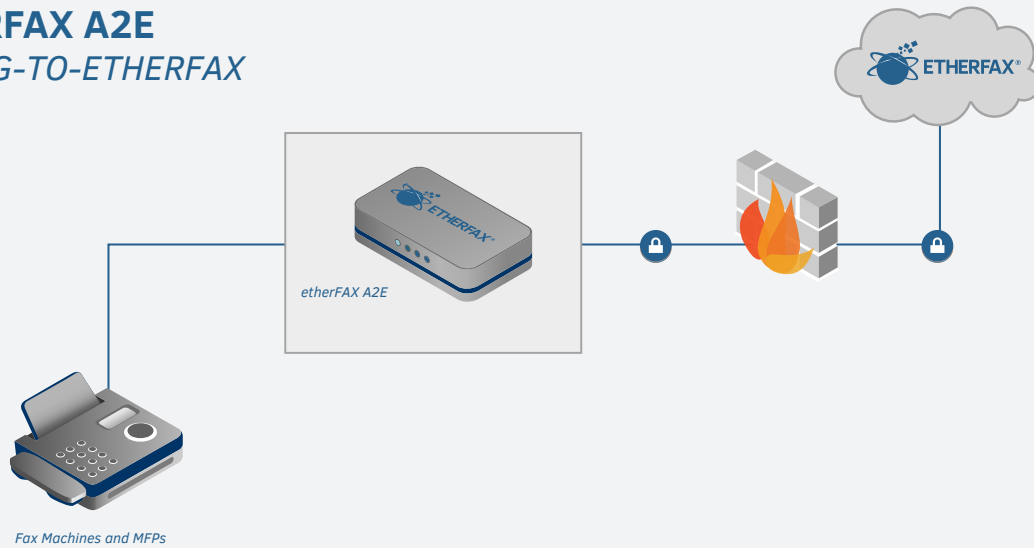 RFAX A2E
G-TO-ETHERFAX
ETHERFAX®
ETHERFAX®
etherFAX A2E
Fax Machines and MFPs